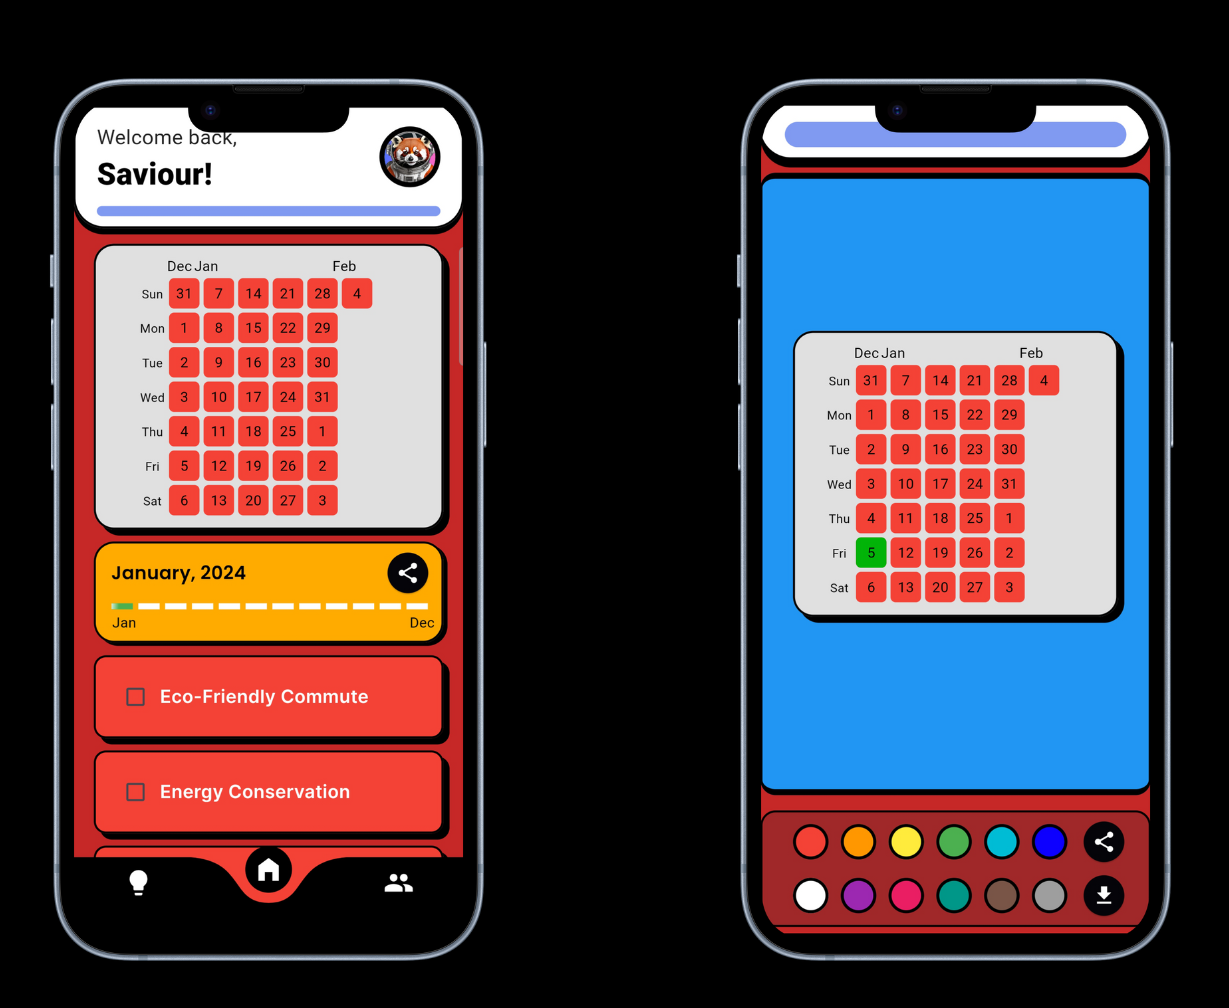 Welcome back,
Saviour!
Dec Jan Feb
Sun 31 7 14 21 28 4
Mon 1 8 15 22 29
Tue 2 9 16 23 30
Wed 3 10 17 24 31
Thu 4 11 18 25 1
Fri 5 12 19 26 2
Sat 6 13 20 27 3
January, 2024
Jan Dec
Eco-Friendly Commute
Energy Conservation
Dec Jan Feb
Sun 31 7 14 21 28 4
Mon 1 8 15 22 29
Tue 2 9 16 23 30
Wed 3 10 17 24 31
Thu 4 11 18 25 1
Fri 5 12 19 26 2
Sat 6 13 20 27 3